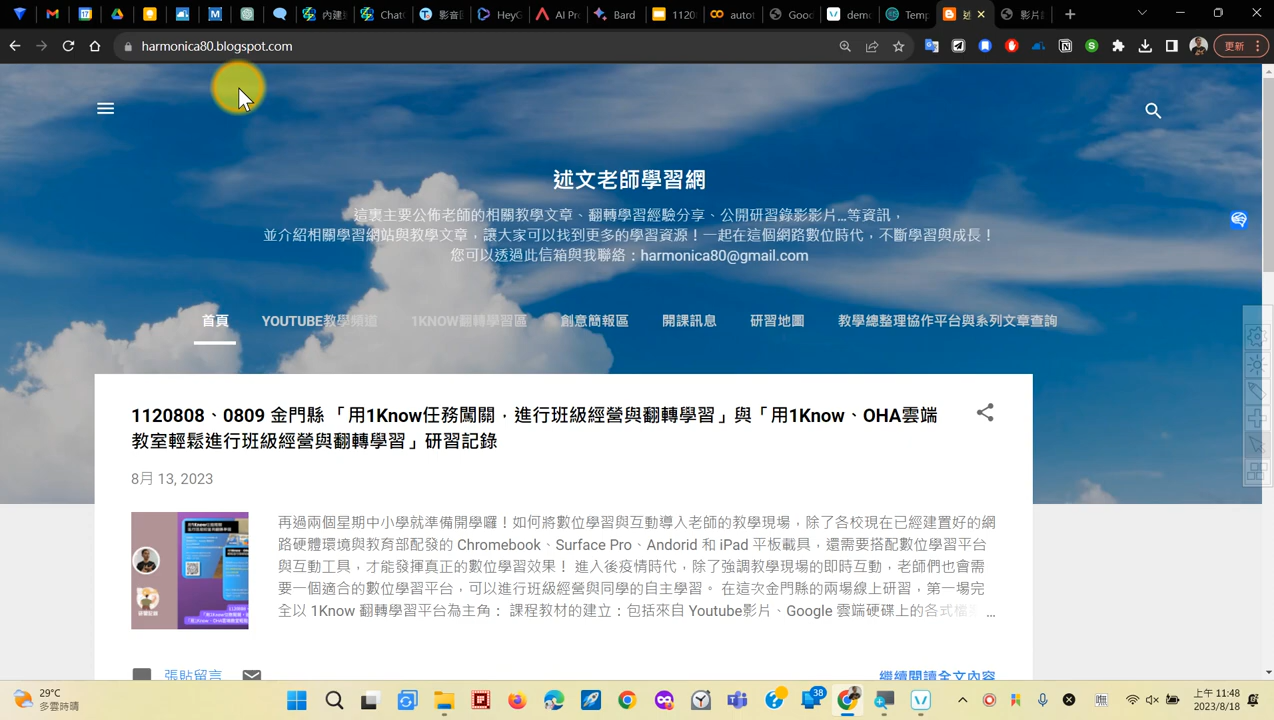 內建
Chat
影音
HeyG
AI Pr
Bard
1120
autot
Goo
demo
Temp
述
影片
harmonica80.blogspot.com
更新
述文老師學習網
這裏主要公佈老師的相關教學文章、翻轉學習經驗分享、公開研習錄影影片...等資訊，
並介紹相關學習網站與教學文章，讓大家可以找到更多的學習資源！一起在這個網路數位時代，不斷學習與成長！
您可以透過此信箱與我聯絡：harmonica80@gmail.com
首頁 YOUTUBE教學頻道 1KNOW翻轉學習區 創意簡報區 開課訊息 研習地圖 教學總整理協作平台與系列文章查詢
1120808、0809 金門縣 「用1Know任務闖關，進行班級經營與翻轉學習」與「用1Know、OHA雲端
教室輕鬆進行班級經營與翻轉學習」研習記錄
8月 13, 2023
再過兩個星期中小學就準備開學囉！如何將數位學習與互動導入老師的教學現場，除了各校現在已經建置好的網
路硬體環境與教育部配發的 Chromebook、Surface Pro、Andorid 和 iPad 平板載具，還需要搭配數位學習平台
與互動工具，才能發揮真正的數位學習效果！ 進入後疫情時代，除了強調教學現場的即時互動，老師們也會需
要一個適合的數位學習平台，可以進行班級經營與同學的自主學習。 在這次金門縣的兩場線上研習，第一場完
全以 1Know 翻轉學習平台為主角： 課程教材的建立：包括來自 Youtube影片、Google 雲端硬碟上的各式檔案 ...
張貼留言
繼續閱讀全文內容
29°C
多雲時晴
38
上午 11:48
2023/8/18